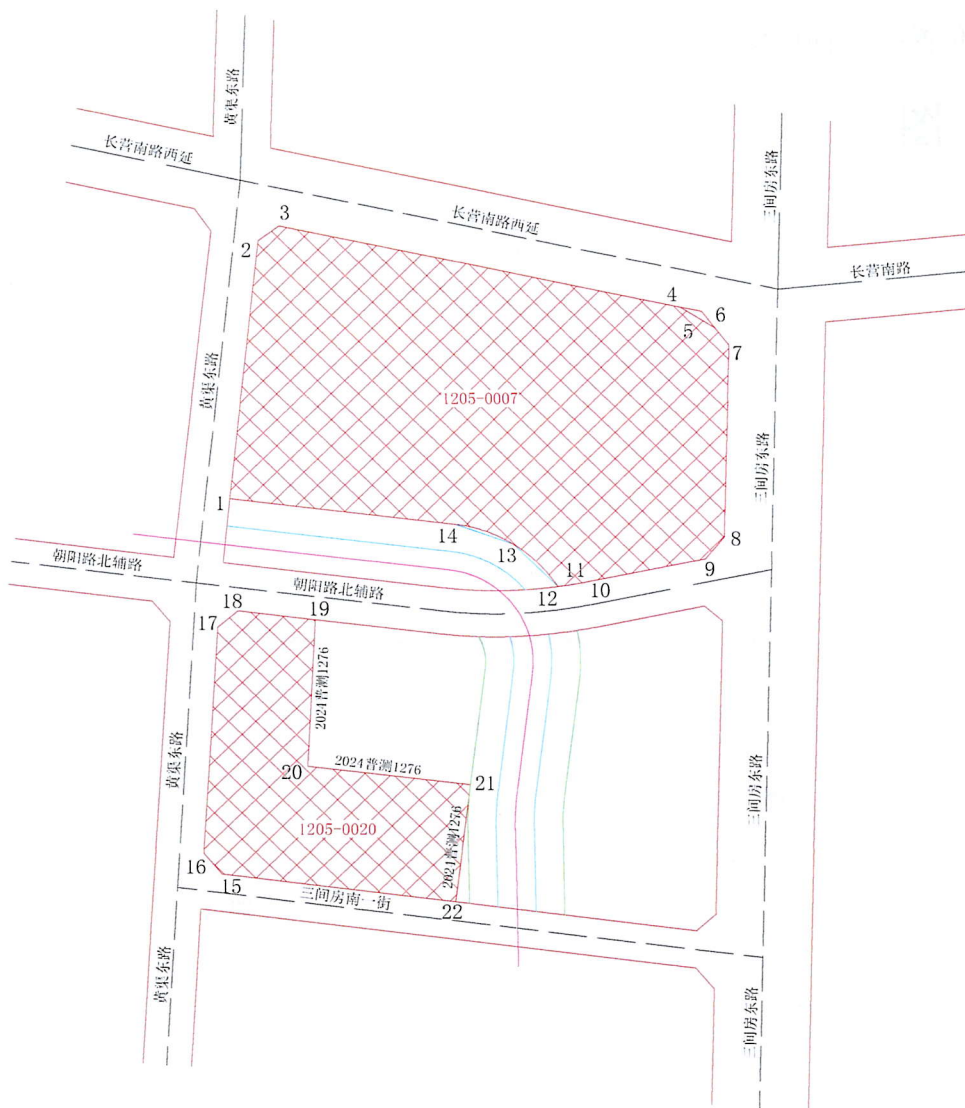 黄渠东路
三间房东路
长营南路西延
长营南路西延
3
2
长营南路
4
6
5
7
黄渠东路
1205-0007
三间房东路
1
14
13
8
9
朝阳路北辅路
朝阳路北辅路
11
12
10
18
19
17
2024普测1276
黄渠东路
20
2024普测1276
21
三间房东路
1205-0020
2024普测1276
16
15
三间房南一街
22
黄渠东路
三间房东路